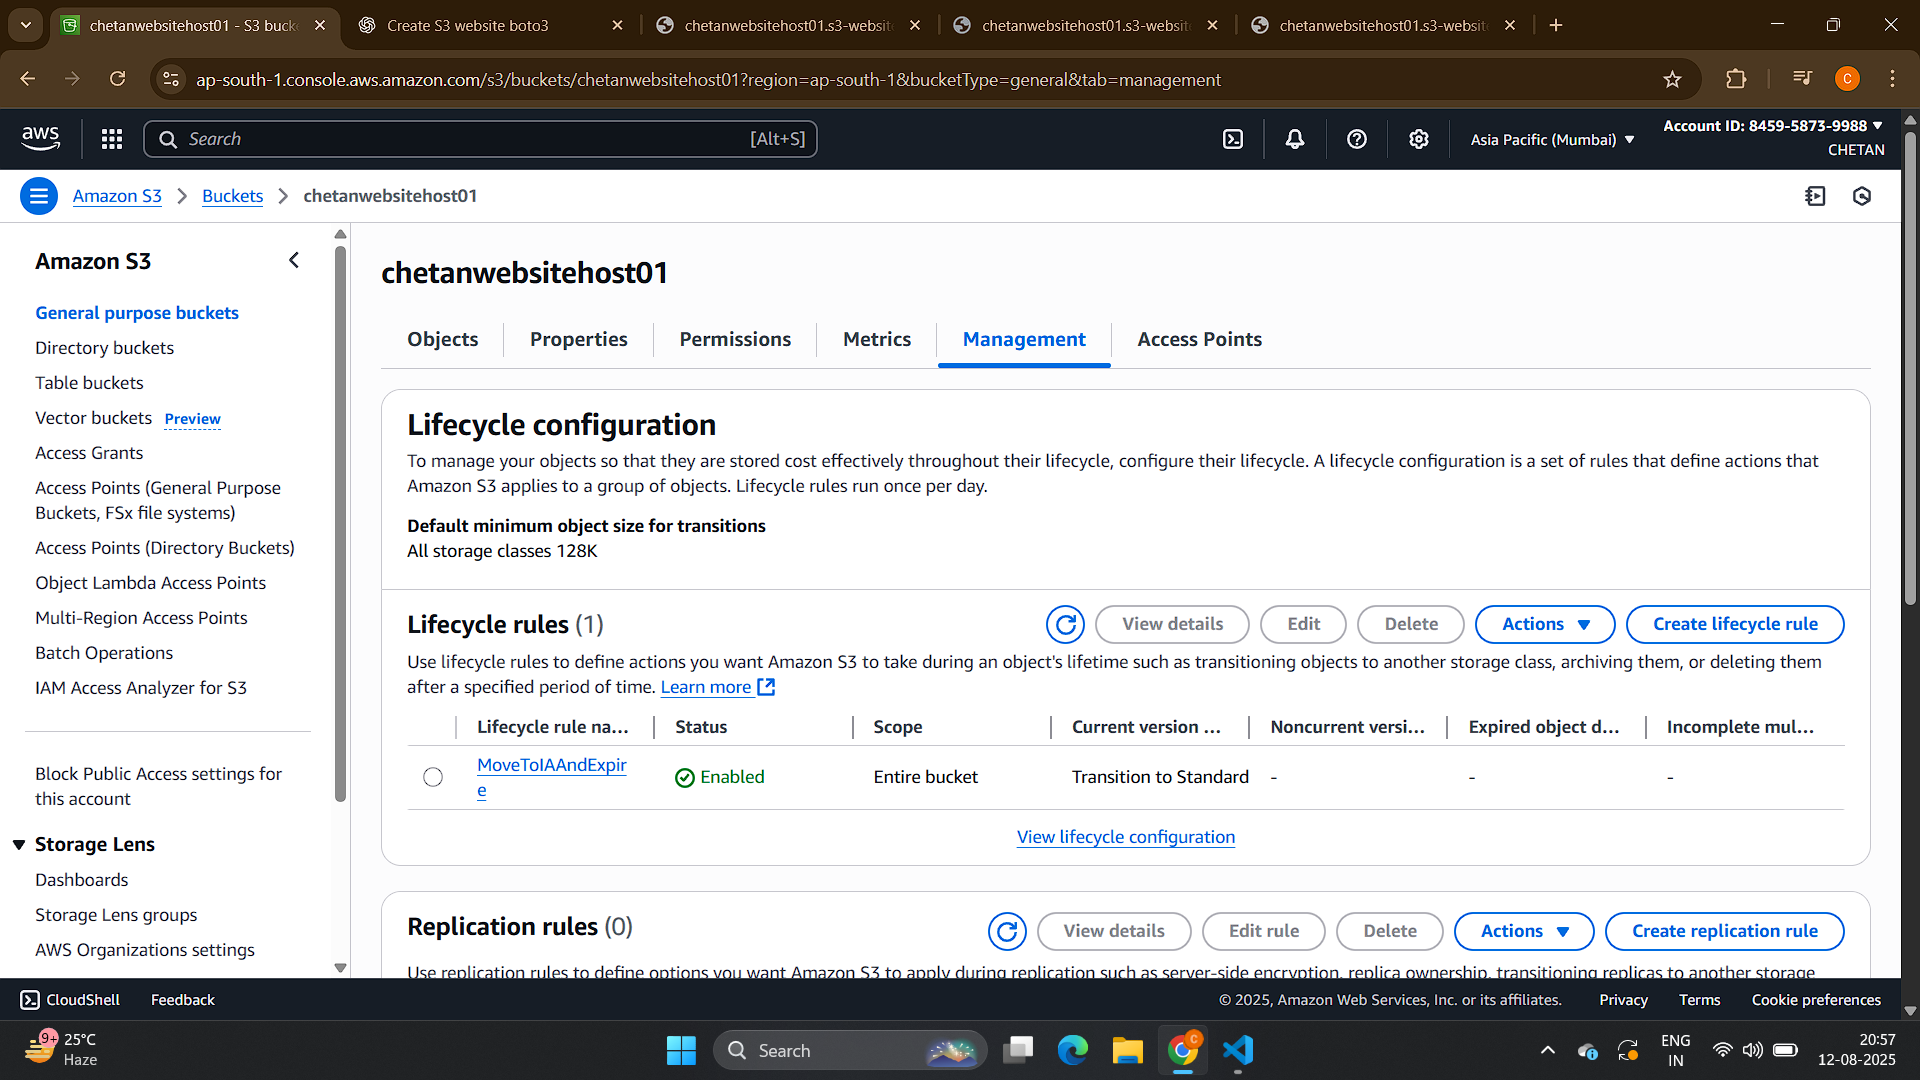 chetanwebsitehost01 - S3 buck
Create S3 website boto3
chetanwebsitehost01.s3-websit
chetanwebsitehost01.s3-websit
chetanwebsitehost01.s3-websit
ap-south-1.console.aws.amazon.com/s3/buckets/chetanwebsitehost01?region=ap-south-1&bucketType=general&tab=management
C
aws
Search
[Alt+S]
Asia Pacific (Mumbai)
Account ID: 8459-5873-9988
CHETAN
Amazon S3
Buckets
chetanwebsitehost01
Amazon S3
General purpose buckets
Directory buckets
Table buckets
Vector buckets Preview
Access Grants
Access Points (General Purpose
Buckets, FSx file systems)
Access Points (Directory Buckets)
Object Lambda Access Points
Multi-Region Access Points
Batch Operations
IAM Access Analyzer for S3
Block Public Access settings for
this account
Storage Lens
Dashboards
Storage Lens groups
AWS Organizations settings
chetanwebsitehost01
Objects
Properties
Permissions
Metrics
Management
Access Points
Lifecycle configuration
To manage your objects so that they are stored cost effectively throughout their lifecycle, configure their lifecycle. A lifecycle configuration is a set of rules that define actions that
Amazon S3 applies to a group of objects. Lifecycle rules run once per day.
Default minimum object size for transitions
All storage classes 128K
Lifecycle rules (1)
View details
Edit
Delete
Actions
Create lifecycle rule
Use lifecycle rules to define actions you want Amazon S3 to take during an object's lifetime such as transitioning objects to another storage class, archiving them, or deleting them
after a specified period of time. Learn more
Lifecycle rule na...
Status
Scope
Current version ...
Noncurrent versi...
Expired object d...
Incomplete mul...
MoveToIAAndExpir
e
Enabled
Entire bucket
Transition to Standard
-
-
-
View lifecycle configuration
Replication rules (0)
View details
Edit rule
Delete
Actions
Create replication rule
Use replication rules to define options you want Amazon S3 to apply during replication such as server-side encryption, replica ownership, transitioning replicas to another storage
CloudShell
Feedback
© 2025, Amazon Web Services, Inc. or its affiliates.
Privacy
Terms
Cookie preferences
9+
25°C
Haze
Search
C
ENG
IN
20:57
12-08-2025